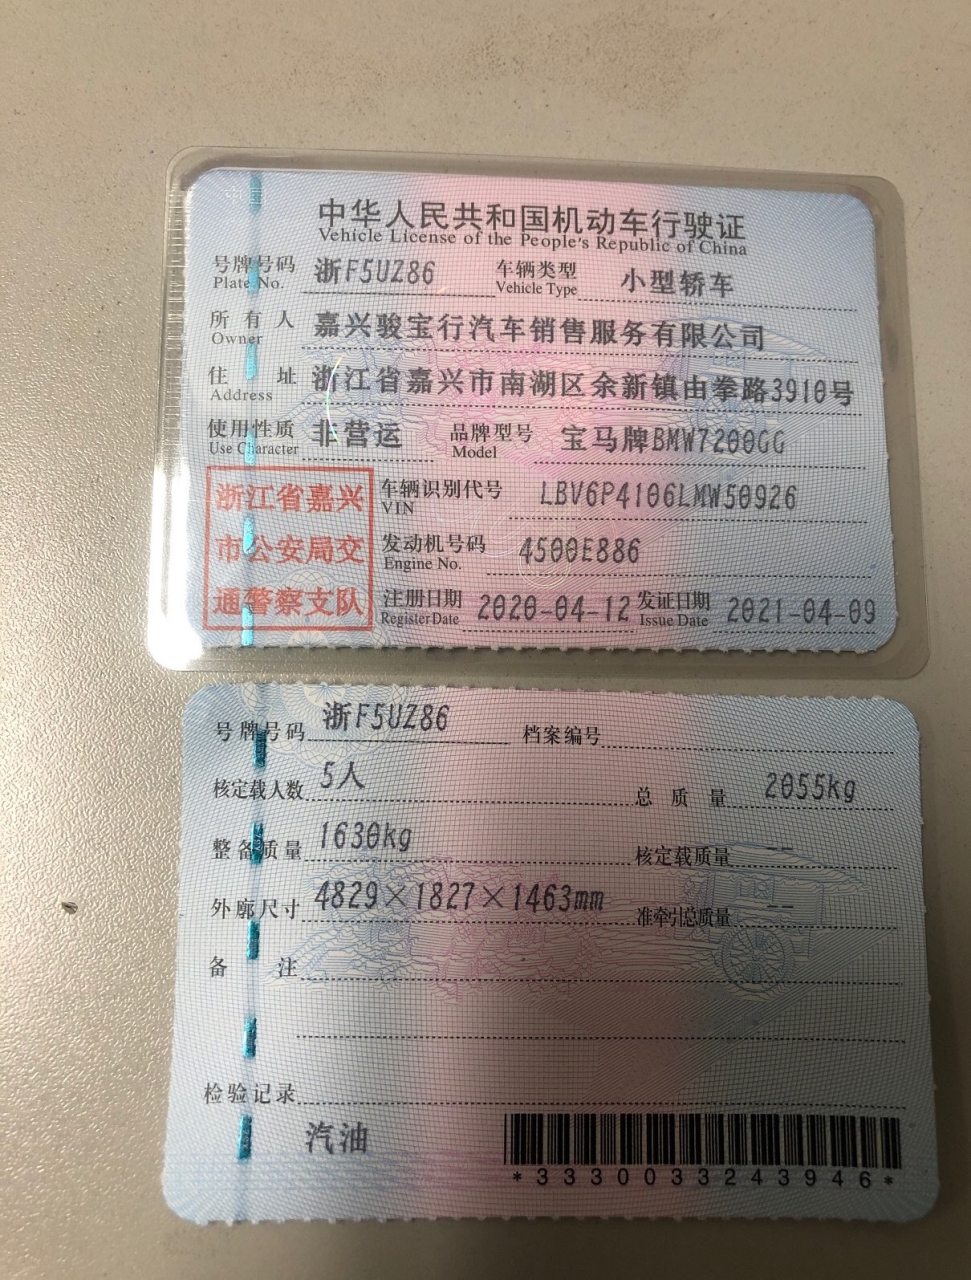 中华人民共和国机动车行驶证
Vehicle License of the People's Republic of China
号牌号码 浙F5UZ86 车辆类型 小型轿车
Plate No. Vehicle Type
所有人 嘉兴骏宝行汽车销售服务有限公司
Owner
住址 浙江省嘉兴市南湖区余新镇由拳路3910号
Address
使用性质 非营运 品牌型号 宝马牌BMW7200GG
Use Character Model
浙江省嘉兴
市公安局交
通警察支队
车辆识别代号 LBV6P4106LMW50926
VIN
发动机号码 4500E886
Engine No.
注册日期 2020-04-12 发证日期 2021-04-09
Register Date Issue Date
号牌号码 浙F5UZ86 档案编号
核定载人数 5人 总质量 2055kg
整备质量 1630kg 核定载质量 --
外廓尺寸 4829×1827×1463mm 准牵引总质量 --
备注
检验记录
汽油
*3330033243946*